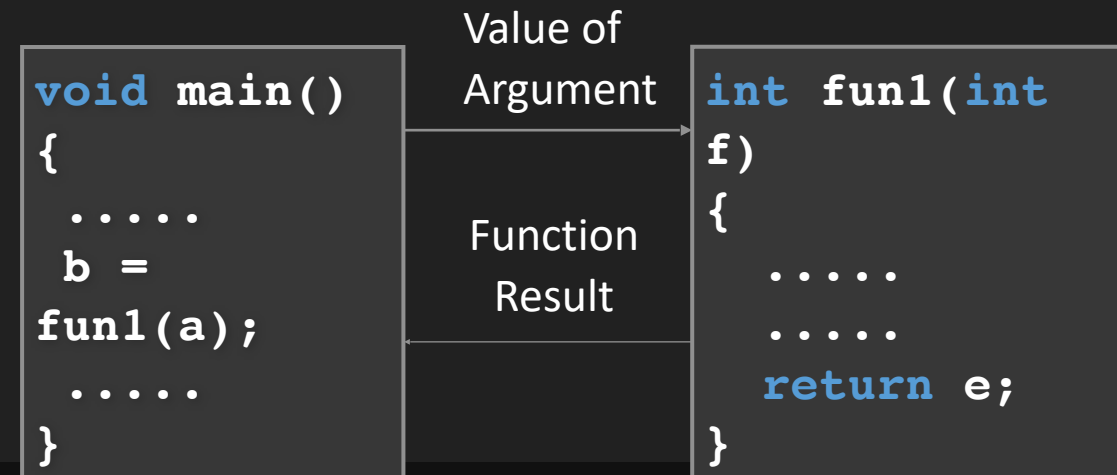 void main()
{
.....
b =
fun1(a);
.....
}
Value of
Argument
Function
Result
int fun1(int
f)
{
.....
.....
return e;
}